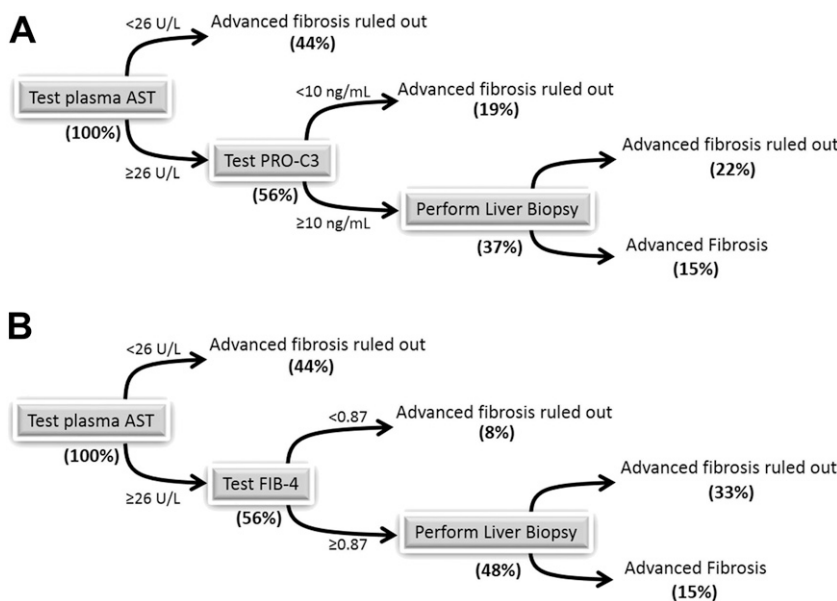 A
<26 U/L
Advanced fibrosis ruled out
(44%)
Test plasma AST
(100%)
≥26 U/L
<10 ng/mL
Advanced fibrosis ruled out
(19%)
Test PRO-C3
(56%)
≥10 ng/mL
Advanced fibrosis ruled out
(22%)
Perform Liver Biopsy
(37%)
Advanced Fibrosis
(15%)
B
<26 U/L
Advanced fibrosis ruled out
(44%)
Test plasma AST
(100%)
≥26 U/L
<0.87
Advanced fibrosis ruled out
(8%)
Test FIB-4
(56%)
≥0.87
Advanced fibrosis ruled out
(33%)
Perform Liver Biopsy
(48%)
Advanced Fibrosis
(15%)